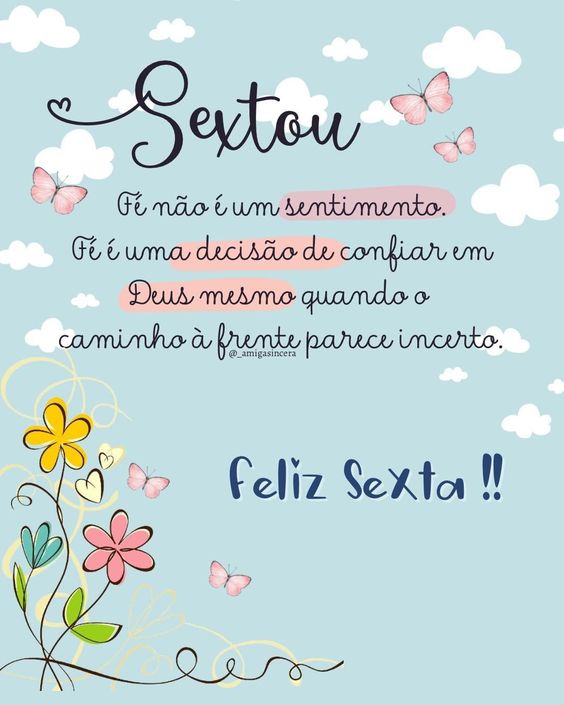 Sextou
Fé não é um sentimento.
Fé é uma decisão de confiar em
Deus mesmo quando o
caminho à frente parece incerto.
@_amigasincera
Feliz Sexta !!